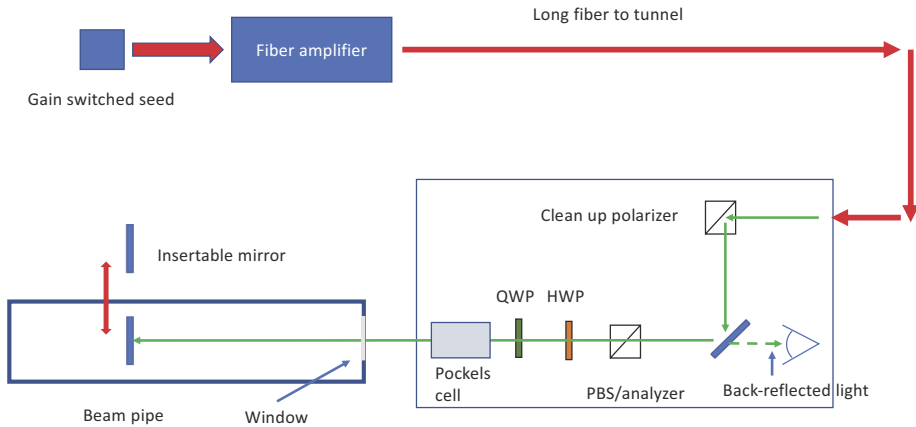 Long fiber to tunnel
Fiber amplifier
Gain switched seed
Clean up polarizer
Insertable mirror
QWP HWP
Pockels
cell
PBS/analyzer
Back-reflected light
Beam pipe
Window